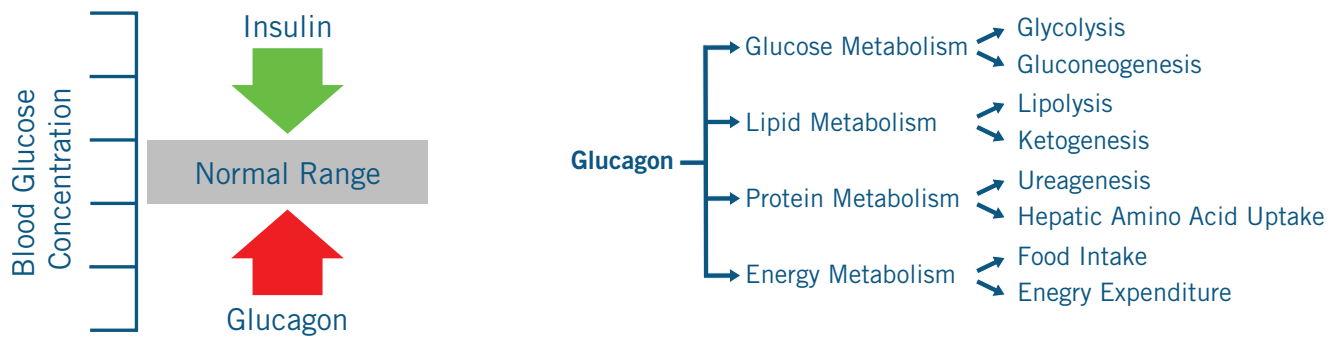 Blood Glucose
Concentration
Insulin
Normal Range
Glucagon
Glucagon
Glucose Metabolism
Glycolysis
Gluconeogenesis
Lipid Metabolism
Lipolysis
Ketogenesis
Protein Metabolism
Ureagenesis
Hepatic Amino Acid Uptake
Energy Metabolism
Food Intake
Enegry Expenditure